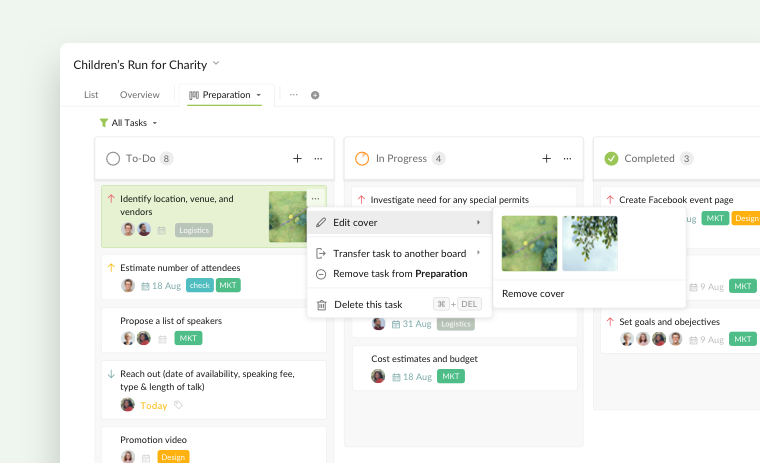 Children's Run for Charity
List Overview Preparation ...
All Tasks
To-Do 8 + ...
Identify location, venue, and
vendors
Logistics
Estimate number of attendees
18 Aug check MKT
Propose a list of speakers
MKT
Reach out (date of availability, speaking fee,
type & length of talk)
Today
Promotion video
Design
In Progress 4 + ...
Investigate need for any special permits
Edit cover
Transfer task to another board
Remove task from Preparation
Delete this task ⌘ + DEL
Remove cover
31 Aug Logistics
Cost estimates and budget
18 Aug MKT
Completed 3
Create Facebook event page
MKT Design
9 Aug MKT
Set goals and obejectives
9 Aug MKT